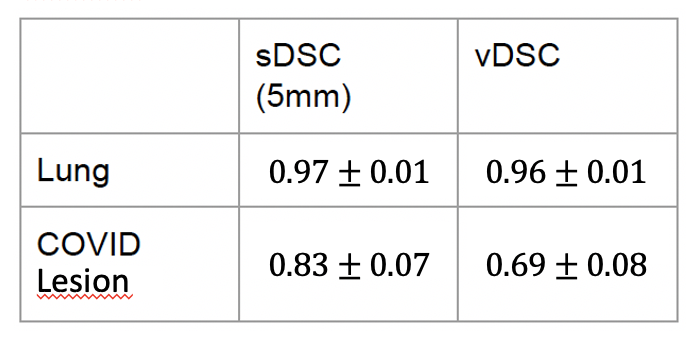 sDSC vDSC
(5mm)
Lung 0.97 ± 0.01 0.96 ± 0.01
COVID
Lesion 0.83 ± 0.07 0.69 ± 0.08